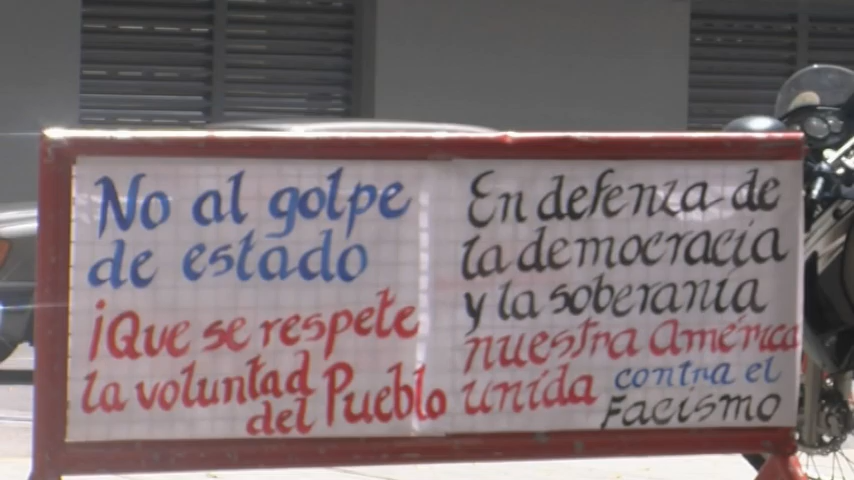 No al golpe
de estado
¡Que se respete
la voluntad
del Pueblo
En defenza de
la democracia
y la soberanía
nuestra América
unida contra el
Facismo